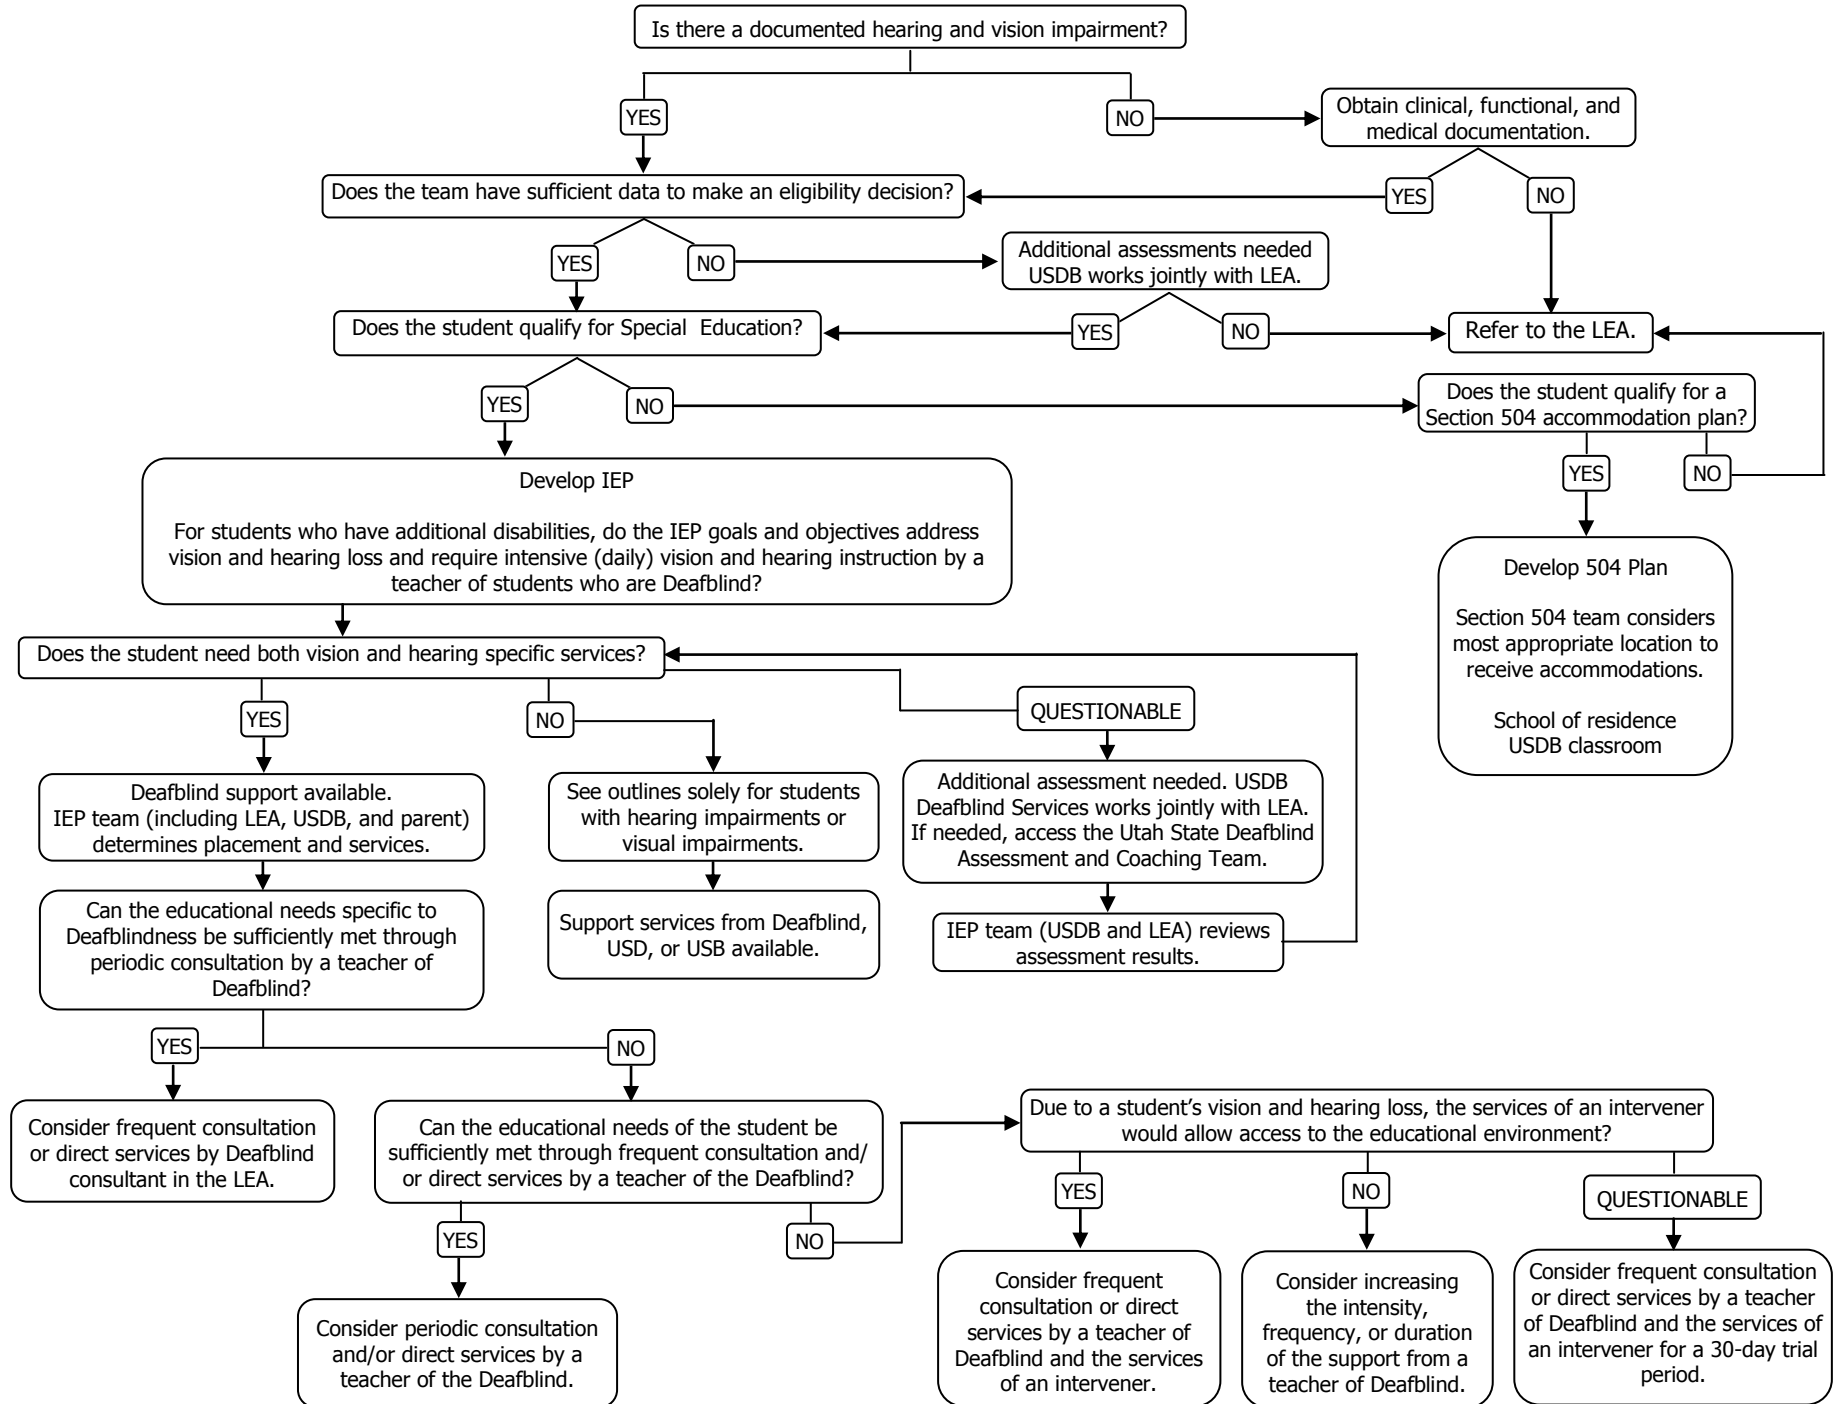 Is there a documented hearing and vision impairment?
YES
NO
Obtain clinical, functional, and
medical documentation.
Does the team have sufficient data to make an eligibility decision?
YES
NO
YES
NO
Additional assessments needed
USDB works jointly with LEA.
Does the student qualify for Special  Education?
YES
NO
Refer to the LEA.
YES
NO
Does the student qualify for a
Section 504 accommodation plan?
YES
NO
Develop IEP
For students who have additional disabilities, do the IEP goals and objectives address
vision and hearing loss and require intensive (daily) vision and hearing instruction by a
teacher of students who are Deafblind?
Develop 504 Plan
Section 504 team considers
most appropriate location to
receive accommodations.
School of residence
USDB classroom
Does the student need both vision and hearing specific services?
YES
NO
QUESTIONABLE
Deafblind support available.
IEP team (including LEA, USDB, and parent)
determines placement and services.
See outlines solely for students
with hearing impairments or
visual impairments.
Additional assessment needed. USDB
Deafblind Services works jointly with LEA.
If needed, access the Utah State Deafblind
Assessment and Coaching Team.
Can the educational needs specific to
Deafblindness be sufficiently met through
periodic consultation by a teacher of
Deafblind?
Support services from Deafblind,
USD, or USB available.
IEP team (USDB and LEA) reviews
assessment results.
YES
NO
Consider frequent consultation
or direct services by Deafblind
consultant in the LEA.
Can the educational needs of the student be
sufficiently met through frequent consultation and/
or direct services by a teacher of the Deafblind?
Due to a student’s vision and hearing loss, the services of an intervener
would allow access to the educational environment?
YES
NO
YES
NO
QUESTIONABLE
Consider periodic consultation
and/or direct services by a
teacher of the Deafblind.
Consider frequent
consultation or direct
services by a teacher of
Deafblind and the services
of an intervener.
Consider increasing
the intensity,
frequency, or duration
of the support from a
teacher of Deafblind.
Consider frequent consultation
or direct services by a teacher
of Deafblind and the services of
an intervener for a 30-day trial
period.